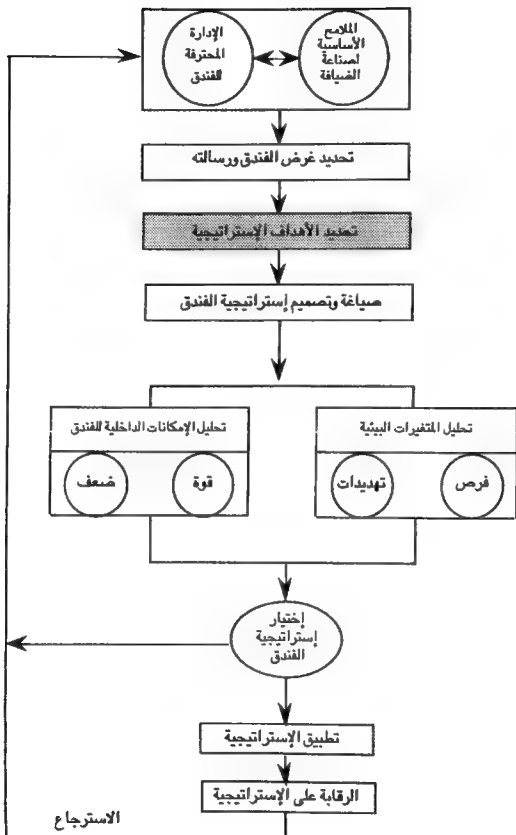 الملامح
الأساسية
لصناعة
الضيافة
الإدارة
المحترفة
للفندق
تحديد غرض الفندق ورسالته
تحديد الأهداف الإستراتيجية
صياغة وتصميم إستراتيجية الفندق
تحليل المتغيرات البيئية
فرص
تهديدات
تحليل الإمكانات الداخلية للفندق
قوة
ضعف
إختيار
إستراتيجية
الفندق
تطبيق الإستراتيجية
الرقابة على الإستراتيجية
الاسترجاع